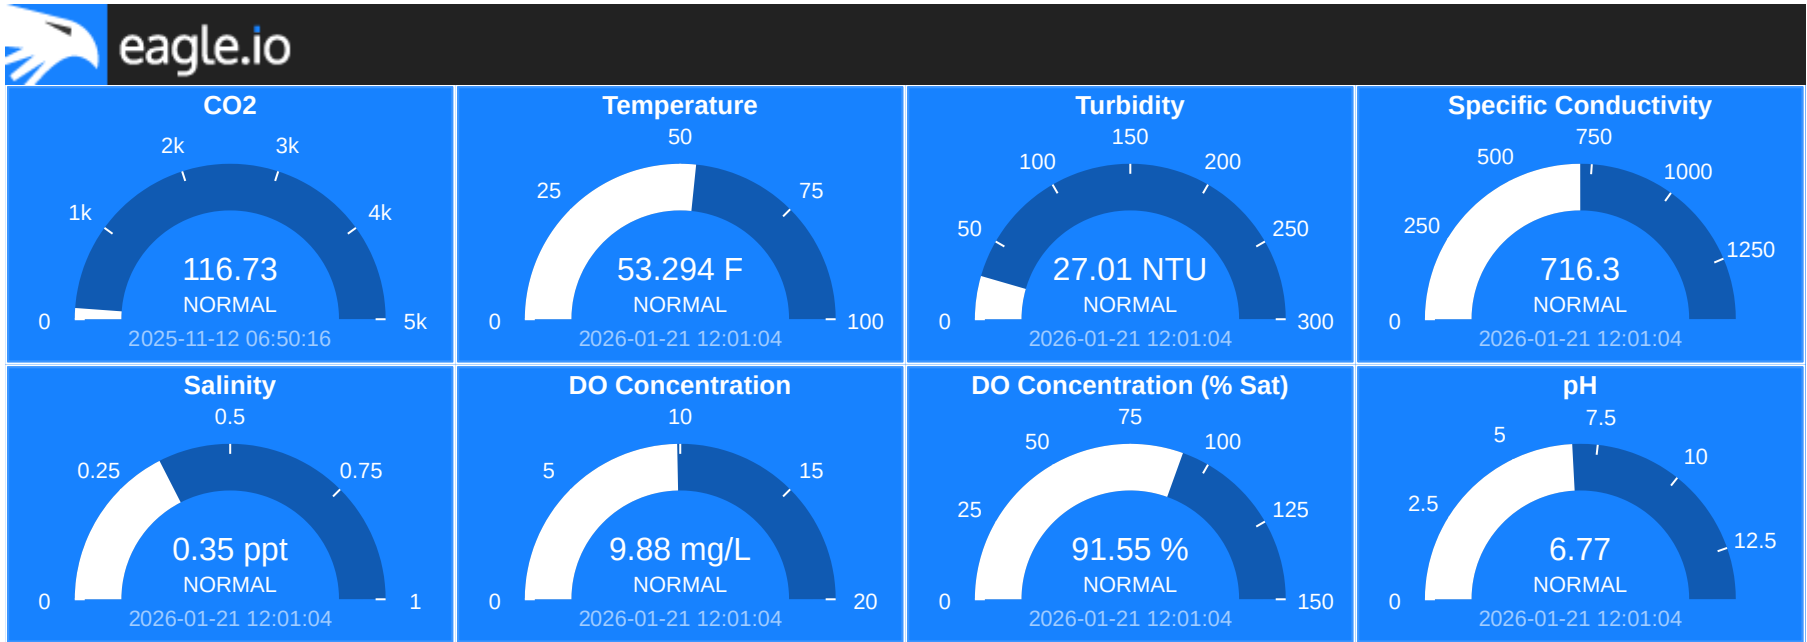 eagle.io
CO2
2k
3k
1k
4k
116.73
NORMAL
0
5k
2025-11-12 06:50:16
Temperature
50
25
75
53.294 F
NORMAL
0
100
2026-01-21 12:01:04
Turbidity
150
100
200
50
250
27.01 NTU
NORMAL
0
300
2026-01-21 12:01:04
Specific Conductivity
750
500
1000
250
1250
716.3
NORMAL
0
2026-01-21 12:01:04
Salinity
0.5
0.25
0.75
0.35 ppt
NORMAL
0
1
2026-01-21 12:01:04
DO Concentration
10
5
15
9.88 mg/L
NORMAL
0
20
2026-01-21 12:01:04
DO Concentration (% Sat)
75
50
100
25
125
91.55 %
NORMAL
0
150
2026-01-21 12:01:04
pH
7.5
5
10
2.5
12.5
6.77
NORMAL
0
2026-01-21 12:01:04